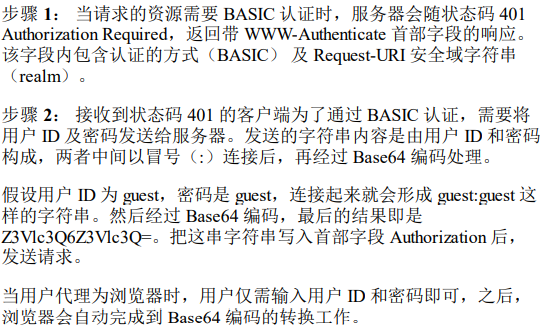 步骤 1： 当请求的资源需要 BASIC 认证时，服务器会随状态码 401
Authorization Required，返回带 WWW-Authenticate 首部字段的响应。
该字段内包含认证的方式（BASIC） 及 Request-URI 安全域字符串
（realm）。
步骤 2： 接收到状态码 401 的客户端为了通过 BASIC 认证，需要将
用户 ID 及密码发送给服务器。发送的字符串内容是由用户 ID 和密码
构成，两者中间以冒号（:）连接后，再经过 Base64 编码处理。
假设用户 ID 为 guest，密码是 guest，连接起来就会形成 guest:guest 这
样的字符串。然后经过 Base64 编码，最后的结果即是
Z3Vlc3Q6Z3Vlc3Q=。把这串字符串写入首部字段 Authorization 后，
发送请求。
当用户代理为浏览器时，用户仅需输入用户 ID 和密码即可，之后，
浏览器会自动完成到 Base64 编码的转换工作。